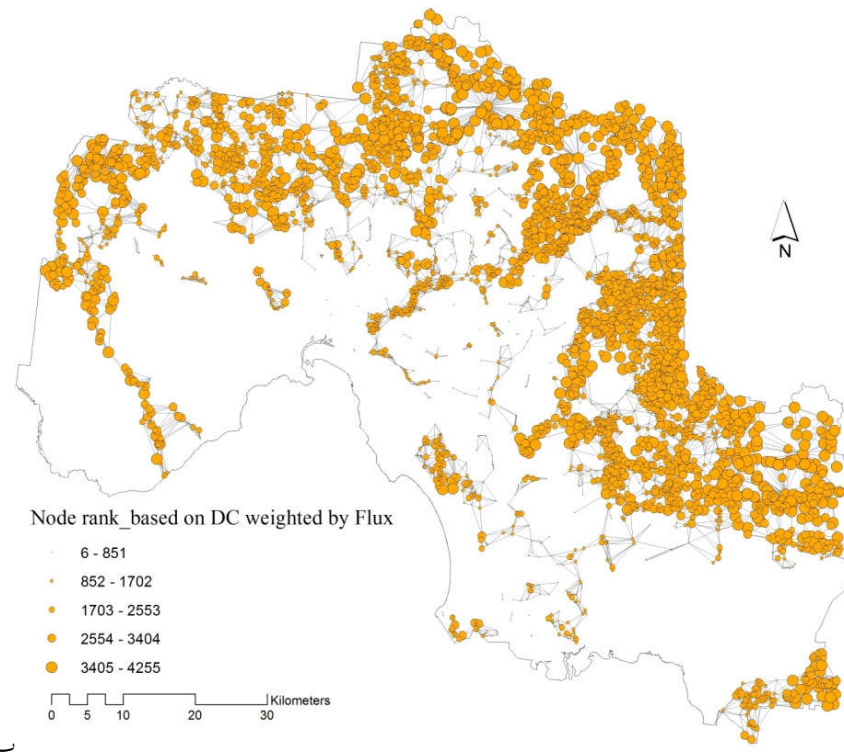 N
Node rank_based on DC weighted by Flux
6 - 851
852 - 1702
1703 - 2553
2554 - 3404
3405 - 4255
Kilometers
0 5 10 20 30